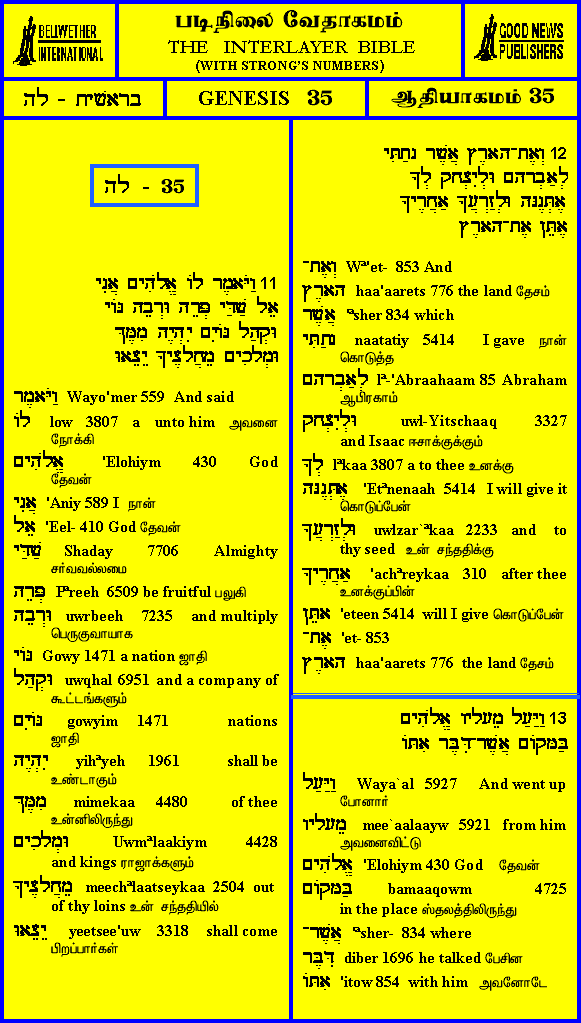 BELLWETHER
INTERNATIONAL
படிநிலை வேதாகமம்
THE INTERLAYER BIBLE
(WITH STRONG'S NUMBERS)
GOOD NEWS
PUBLISHERS
בראשית - לה
GENESIS 35
ஆதியாகமம் 35
לה - 35
11 וַיֹּאמֶר לוֹ אֱלֹהִים אֲנִי
אֵל שַׁדַּי פְּרֵה וּרְבֵה גּוֹי
וּקְהַל גּוֹיִם יִהְיֶה מִמֶּךָּ
וּמְלָכִים מֵחֲלָצֶיךָ יֵצֵאוּ
וַיֹּאמֶר Wayo'mer 559 And said
לוֹ low 3807 a unto him அவனை
நோக்கி
אֱלֹהִים 'Elohiym 430 God
தேவன்
אֲנִי 'Aniy 589 I நான்
אֵל 'Eel- 410 God தேவன்
שַׁדַּי Shaday 7706 Almighty
சர்வவல்லமை
פְּרֵה Pᵊreeh 6509 be fruitful பலுகி
וּרְבֵה uwrbeeh 7235 and multiply
பெருகுவாயாக
גּוֹי Gowy 1471 a nation ஜாதி
וּקְהַל uwqhal 6951 and a company of
கூட்டங்களும்
גּוֹיִם gowyim 1471 nations
ஜாதி
יִהְיֶה yihᵊyeh 1961 shall be
உண்டாகும்
מִמֶּךָּ mimekaa 4480 of thee
உன்னிலிருந்து
וּמְלָכִים Uwmᵊlaakiym 4428
and kings ராஜாக்களும்
מֵחֲלָצֶיךָ meechᵃlaatseykaa 2504 out
of thy loins உன் சந்ததியில்
יֵצֵאוּ yeetsee'uw 3318 shall come
பிறப்பார்கள்
12 וְאֶת־הָאָרֶץ אֲשֶׁר נָתַתִּי
לְאַבְרָהָם וּלְיִצְחָק לְךָ
אֶתְּנֶנָּה וּלְזַרְעֲךָ אַחֲרֶיךָ
אֶתֵּן אֶת־הָאָרֶץ
וְאֶת־ Wᵊ'et- 853 And
הָאָרֶץ haa'aarets 776 the land தேசம்
אֲשֶׁר ᵃsher 834 which
נָתַתִּי naatatiy 5414 I gave நான்
கொடுத்த
לְאַבְרָהָם lᵊ-'Abraahaam 85 Abraham
ஆபிரகாம்
וּלְיִצְחָק uwl-Yitschaaq 3327
and Isaac ஈசாக்குக்கும்
לְךָ lᵊkaa 3807 a to thee உனக்கு
אֶתְּנֶנָּה 'Etᵊnenaah 5414 I will give it
கொடுப்பேன்
וּלְזַרְעֲךָ uwlzar`ᵃkaa 2233 and to
thy seed உன் சந்ததிக்கு
אַחֲרֶיךָ 'achᵃreykaa 310 after thee
உனக்குப்பின்
אֶתֵּן 'eteen 5414 will I give கொடுப்பேன்
אֶת־ 'et- 853
הָאָרֶץ haa'aarets 776 the land தேசம்
13 וַיַּעַל מֵעָלָיו אֱלֹהִים
בַּמָּקוֹם אֲשֶׁר־דִּבֶּר אִתּוֹ
וַיַּעַל Waya`al 5927 And went up
போனார்
מֵעָלָיו mee`aalaayw 5921 from him
அவனைவிட்டு
אֱלֹהִים 'Elohiym 430 God தேவன்
בַּמָּקוֹם bamaaqowm 4725
in the place ஸ்தலத்திலிருந்து
אֲשֶׁר־ ᵃsher- 834 where
דִּבֶּר diber 1696 he talked பேசின
אִתּוֹ 'itow 854 with him அவனோடே